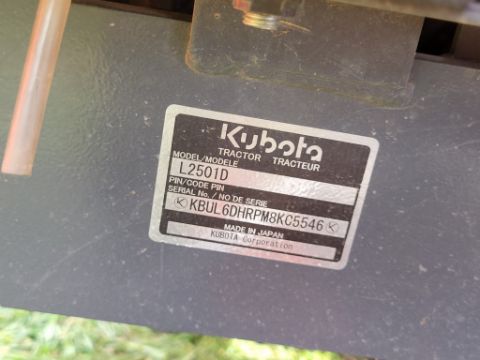 Kubota
TRACTOR TRACTEUR
MODEL/MODELE
L2501D
PIN/CODE PIN
SERIAL No. / NO DE SERIE
KBUL6DHRPM8KC5546
MADE IN JAPAN
KUBOTA Corporation